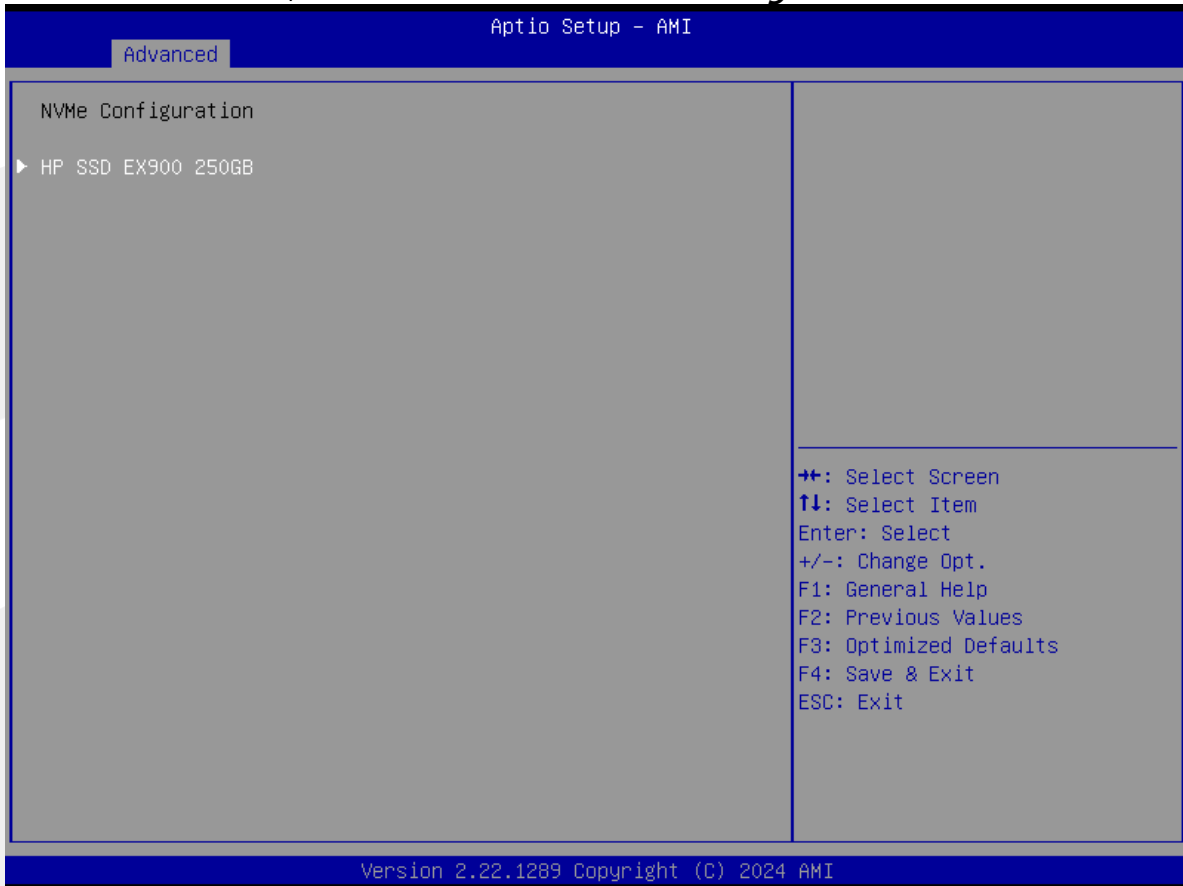 Aptio Setup – AMI
Advanced
NVMe Configuration
▶ HP SSD EX900 250GB
→←: Select Screen
↑↓: Select Item
Enter: Select
+/-: Change Opt.
F1: General Help
F2: Previous Values
F3: Optimized Defaults
F4: Save & Exit
ESC: Exit
Version 2.22.1289 Copyright (C) 2024 AMI